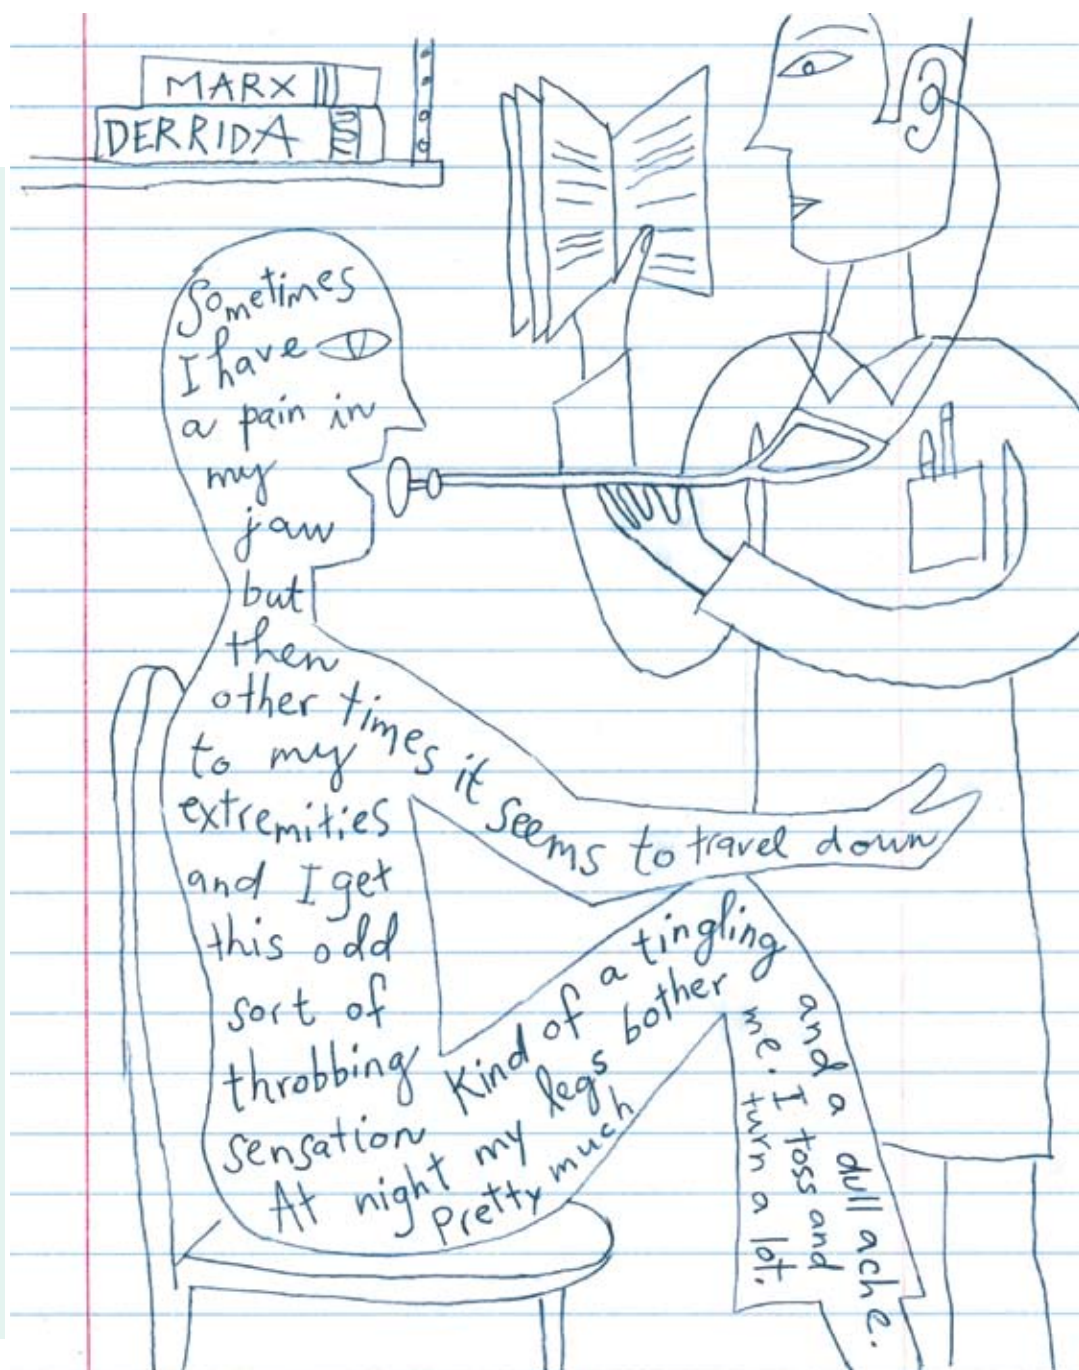 MARX
DERRIDA
Sometimes
I have
a pain in
my
jaw
but
then
other times it seems to travel down
to my
extremities
and I get
this odd
sort of
throbbing
sensation Kind of a tingling and a dull ache.
At night my legs bother me. I toss and
Pretty much turn a lot.